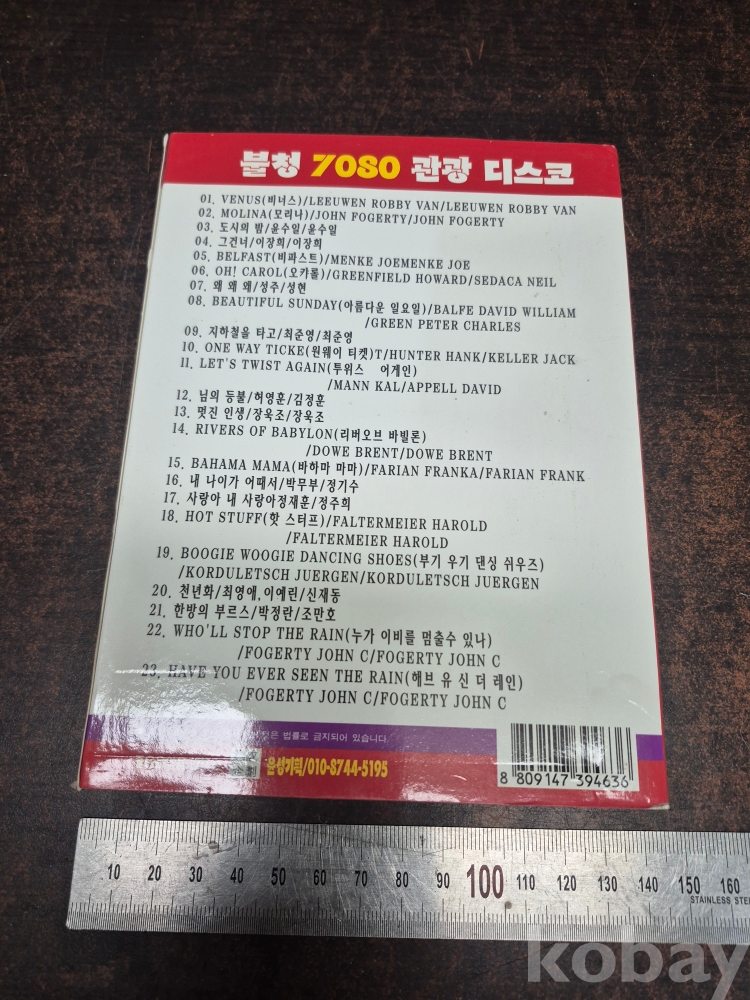 불청 7080 관광 디스코
01. VENUS(비너스)/LEEUWEN ROBBY VAN/LEEUWEN ROBBY VAN
02. MOLINA(모리나)/JOHN FOGERTY/JOHN FOGERTY
03. 도시의 밤/윤수일/윤수일
04. 그건너/이장희/이장희
05. BELFAST(비파스트)/MENKE JOEMENKE JOE
06. OH! CAROL(오카롤)/GREENFIELD HOWARD/SEDACA NEIL
07. 왜 왜 왜/성주/성현
08. BEAUTIFUL SUNDAY(아름다운 일요일)/BALFE DAVID WILLIAM
/GREEN PETER CHARLES
09. 지하철을 타고/최준영/최준영
10. ONE WAY TICKE(원웨이 티켓)T/HUNTER HANK/KELLER JACK
11. LET'S TWIST AGAIN(투위스 어게인)
/MANN KAL/APPELL DAVID
12. 님의 등불/허영훈/김정훈
13. 멋진 인생/장욱조/장욱조
14. RIVERS OF BABYLON(리버오브 바빌론)
/DOWE BRENT/DOWE BRENT
15. BAHAMA MAMA(바하마 마마)/FARIAN FRANKA/FARIAN FRANK
16. 내 나이가 어때서/박무부/정기수
17. 사랑아 내 사랑아정재훈/정주희
18. HOT STUFF(핫 스터프)/FALTERMEIER HAROLD
/FALTERMEIER HAROLD
19. BOOGIE WOOGIE DANCING SHOES(부기 우기 댄싱 쉬우즈)
/KORDULETSCH JUERGEN/KORDULETSCH JUERGEN
20. 천년화/최영애,이예린/신재동
21. 한방의 부르스/박정란/조만호
22. WHO'LL STOP THE RAIN(누가 이비를 멈출수 있나)
/FOGERTY JOHN C/FOGERTY JOHN C
23. HAVE YOU EVER SEEN THE RAIN(해브 유 신 더 레인)
/FOGERTY JOHN C/FOGERTY JOHN C
것은 법률로 금지되어 있습니다.
윤성기획/010-8744-5195
8 809147 394636
10 20 30 40 50 60 70 80 90 100 110 120 130 140 150 160
STAINLESS STE
kobay